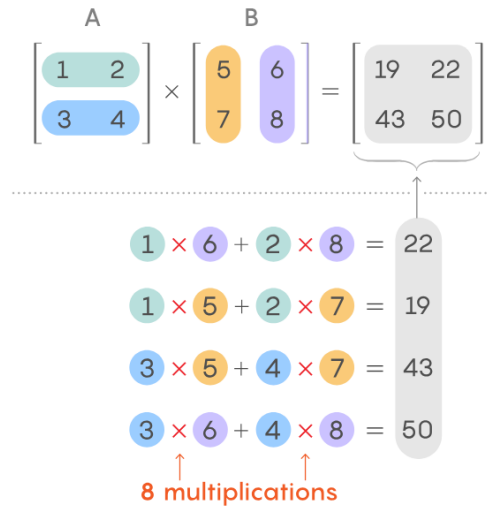 A B
[1 2] × [5 6] = [19 22]
[3 4] [7 8] [43 50]
1 × 6 + 2 × 8 = 22
1 × 5 + 2 × 7 = 19
3 × 5 + 4 × 7 = 43
3 × 6 + 4 × 8 = 50
8 multiplications